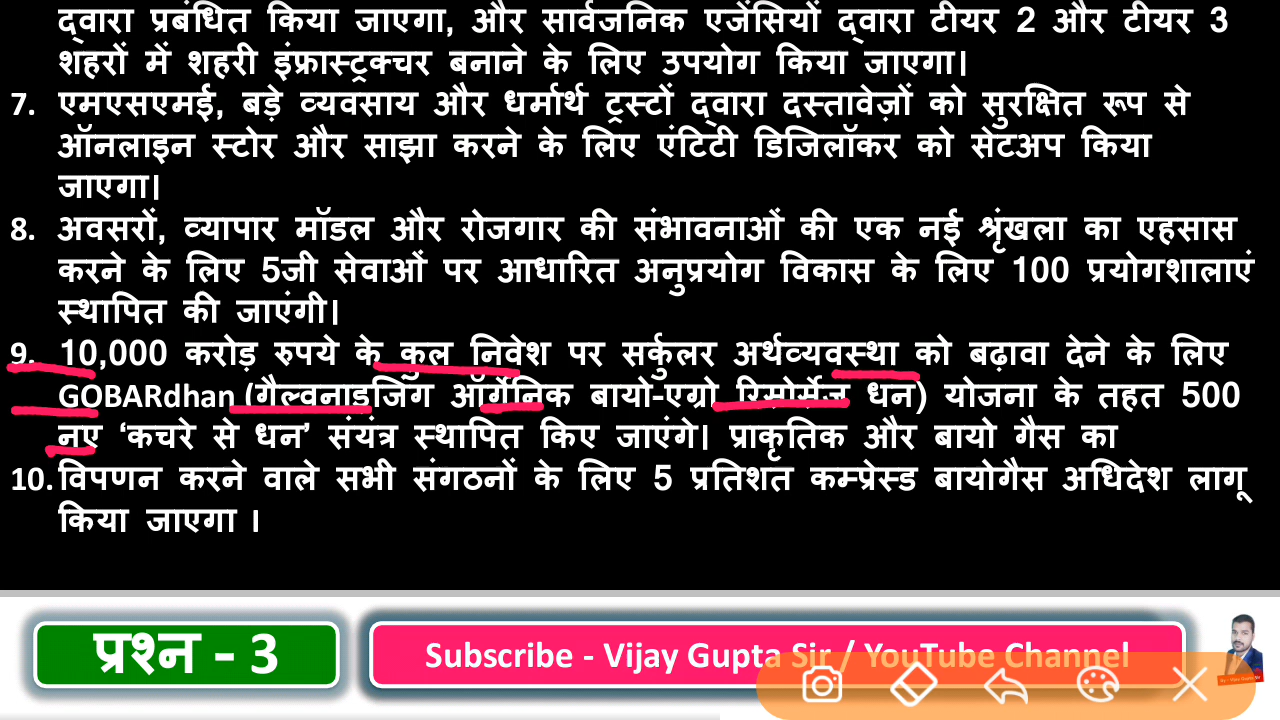 द्वारा प्रबंधित किया जाएगा, और सार्वजनिक एजेंसियों द्वारा टीयर 2 और टीयर 3
शहरों में शहरी इंफ्रास्ट्रक्चर बनाने के लिए उपयोग किया जाएगा।
7. एमएसएमई, बड़े व्यवसाय और धर्मार्थ ट्रस्टों द्वारा दस्तावेज़ों को सुरक्षित रूप से
ऑनलाइन स्टोर और साझा करने के लिए एंटिटी डिजिलॉकर को सेटअप किया
जाएगा।
8. अवसरों, व्यापार मॉडल और रोजगार की संभावनाओं की एक नई श्रृंखला का एहसास
करने के लिए 5जी सेवाओं पर आधारित अनुप्रयोग विकास के लिए 100 प्रयोगशालाएं
स्थापित की जाएंगी।
9. 10,000 करोड़ रुपये के कुल निवेश पर सर्कुलर अर्थव्यवस्था को बढ़ावा देने के लिए
GOBARdhan (गैल्वनाइजिंग ऑर्गेनिक बायो-एग्रो रिसोर्सेज धन) योजना के तहत 500
नए ‘कचरे से धन’ संयंत्र स्थापित किए जाएंगे। प्राकृतिक और बायो गैस का
10. विपणन करने वाले सभी संगठनों के लिए 5 प्रतिशत कम्प्रेस्ड बायोगैस अधिदेश लागू
किया जाएगा ।
प्रश्न - 3
Subscribe - Vijay Gupta Sir / YouTube Channel